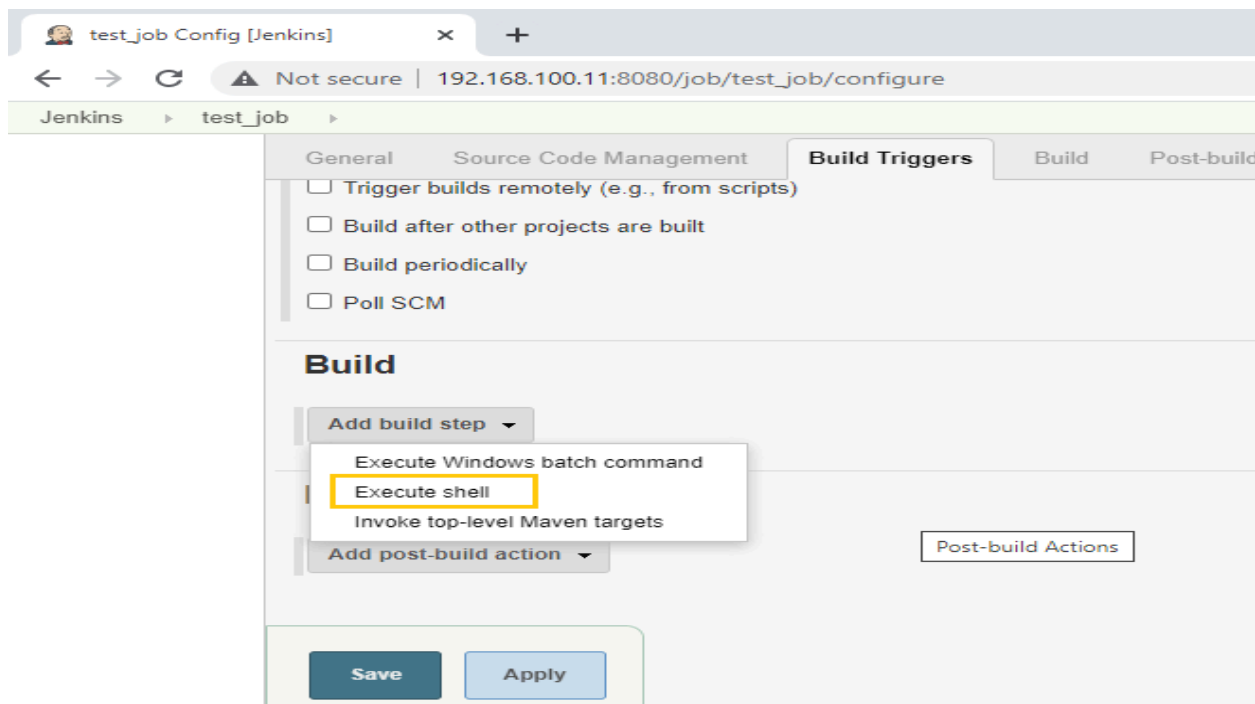 test_job Config [Jenkins]
Not secure | 192.168.100.11:8080/job/test_job/configure
Jenkins test_job
General Source Code Management Build Triggers Build Post-build
Trigger builds remotely (e.g., from scripts)
Build after other projects are built
Build periodically
Poll SCM
Build
Add build step
Execute Windows batch command
Execute shell
Invoke top-level Maven targets
Add post-build action
Post-build Actions
Save Apply